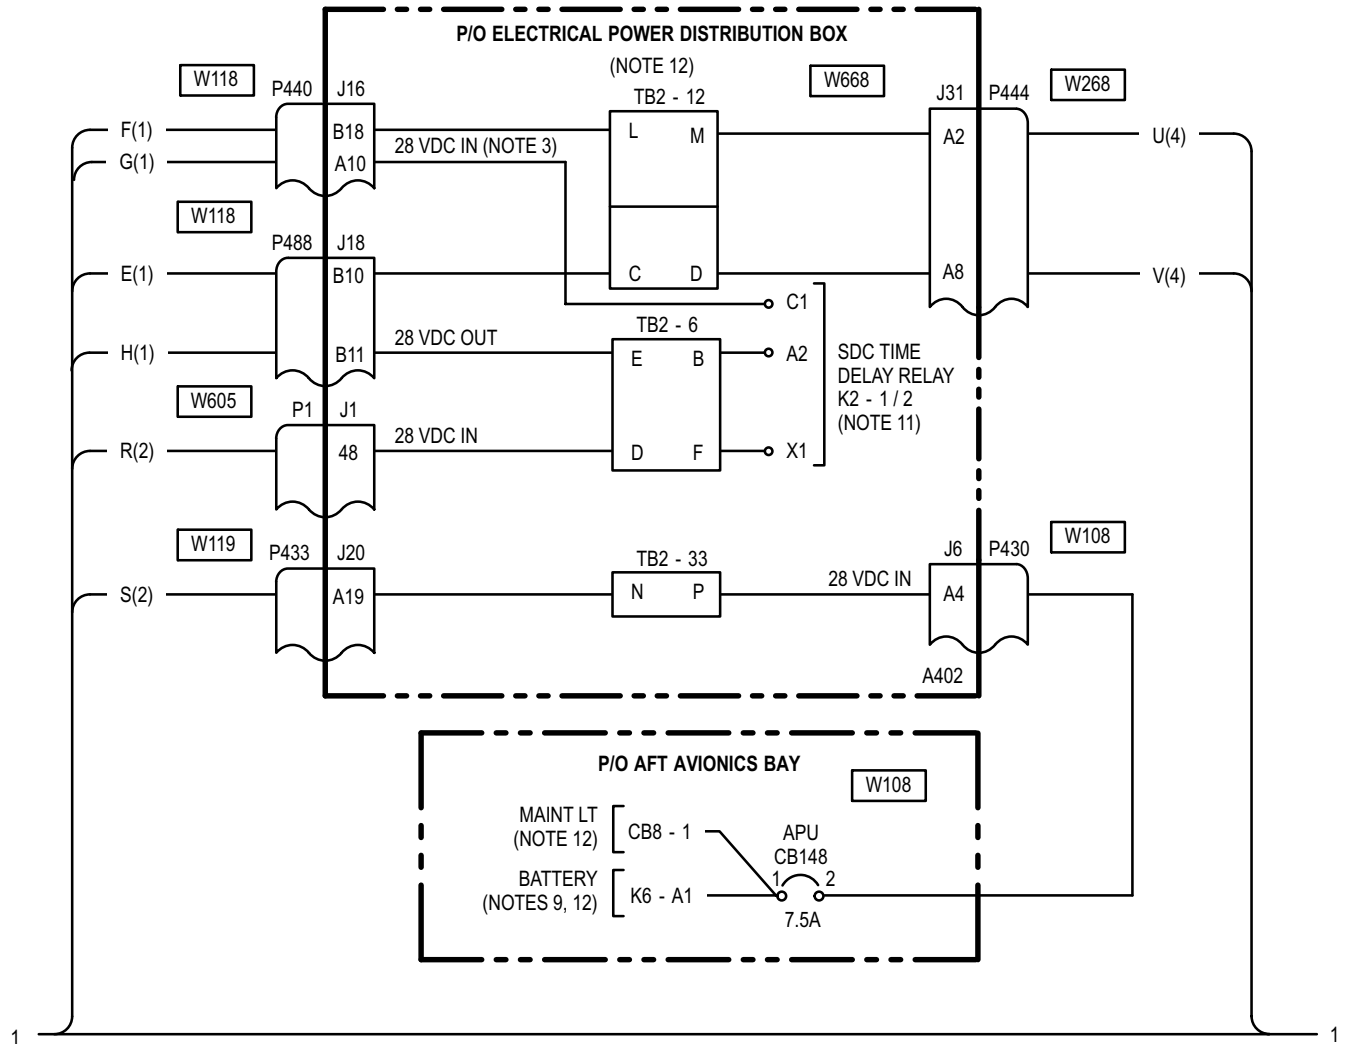 P/O ELECTRICAL POWER DISTRIBUTION BOX
(NOTE 12)
W118
W668
W268
P440 J16
TB2 - 12
J31 P444
F(1)
B18
L M
A2
U(4)
28 VDC IN (NOTE 3)
G(1)
A10
W118
P488 J18
E(1)
B10
C D
A8
V(4)
C1
TB2 - 6
28 VDC OUT
H(1)
B11
E B
A2
SDC TIME
DELAY RELAY
K2 - 1 / 2
(NOTE 11)
W605
P1 J1
28 VDC IN
R(2)
48
D F
X1
W119
W108
P433 J20
TB2 - 33
J6 P430
28 VDC IN
S(2)
A19
N P
A4
A402
P/O AFT AVIONICS BAY
W108
MAINT LT
(NOTE 12)
CB8 - 1
APU
CB148
1 2
BATTERY
(NOTES 9, 12)
K6 - A1
7.5A
1
1